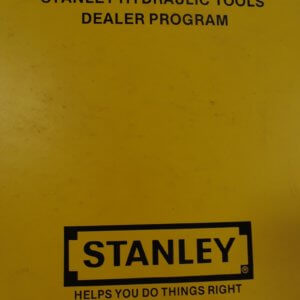 STANLEY HYDRAULIC TOOLS
DEALER PROGRAM
STANLEY®
HELPS YOU DO THINGS RIGHT